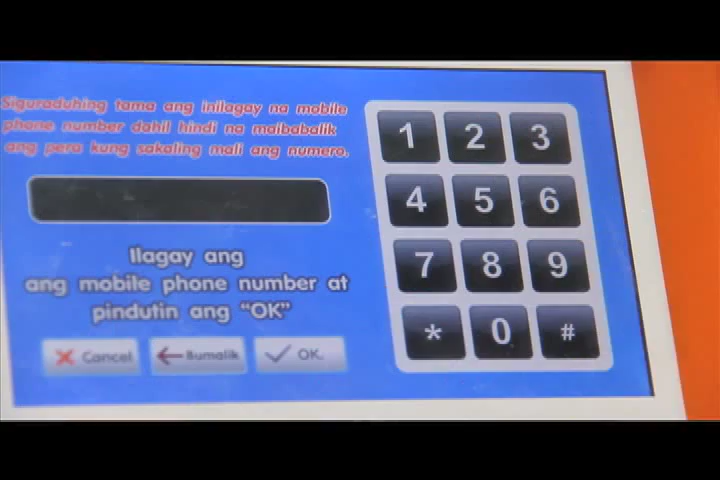 Siguraduhing tama ang inilagay na mobile
phone number dahil hindi na maibabalik
ang pera kung sakaling mali ang numero.
Ilagay ang
ang mobile phone number at
pindutin ang “OK”
Cancel
Bumalik
OK.
1 2 3
4 5 6
7 8 9
* 0 #